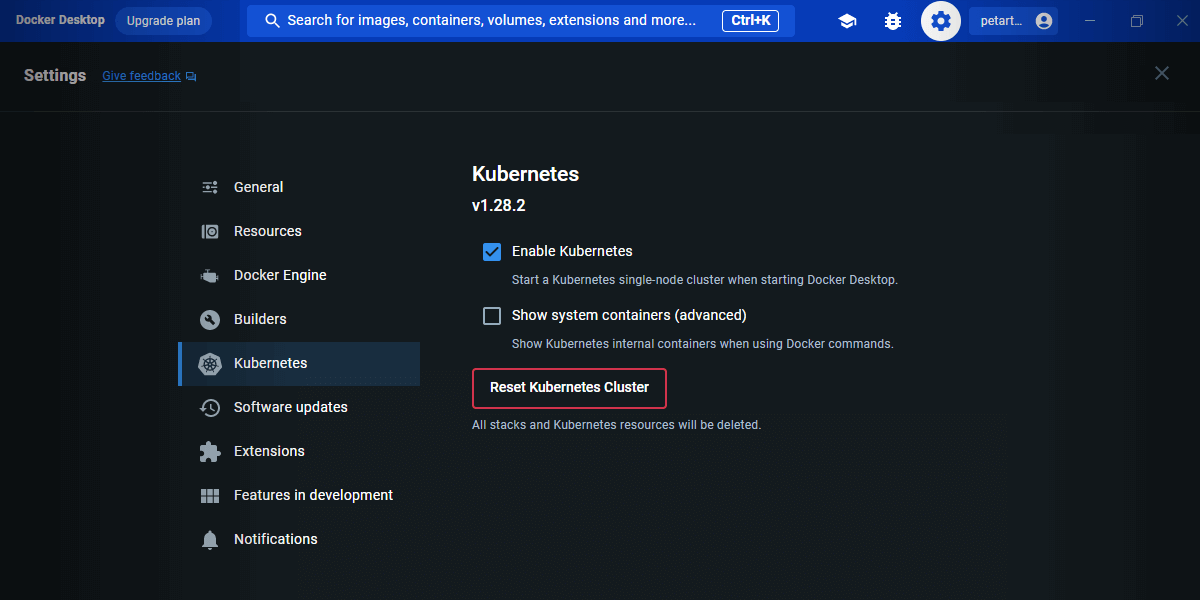 Docker Desktop Upgrade plan Search for images, containers, volumes, extensions and more... Ctrl+K petart...
Settings Give feedback
Kubernetes
v1.28.2
General
Resources
Docker Engine
Builders
Kubernetes
Software updates
Extensions
Features in development
Notifications
Enable Kubernetes
Start a Kubernetes single-node cluster when starting Docker Desktop.
Show system containers (advanced)
Show Kubernetes internal containers when using Docker commands.
Reset Kubernetes Cluster
All stacks and Kubernetes resources will be deleted.